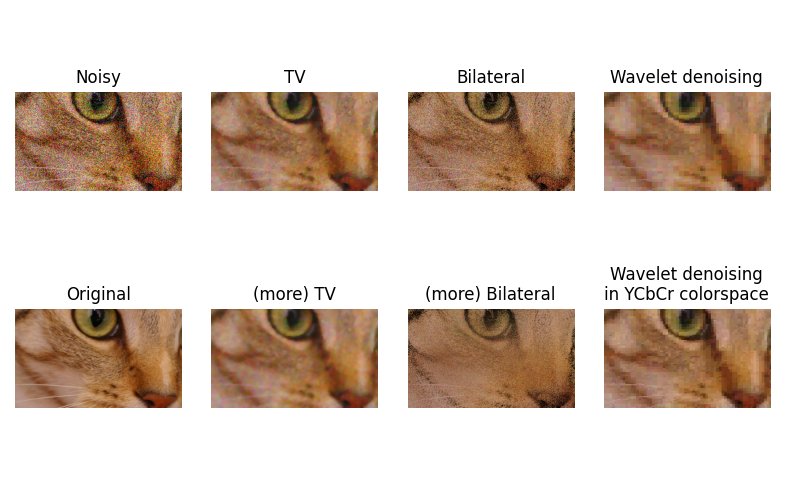 Noisy
TV
Bilateral
Wavelet denoising
Original
(more) TV
(more) Bilateral
Wavelet denoising
in YCbCr colorspace